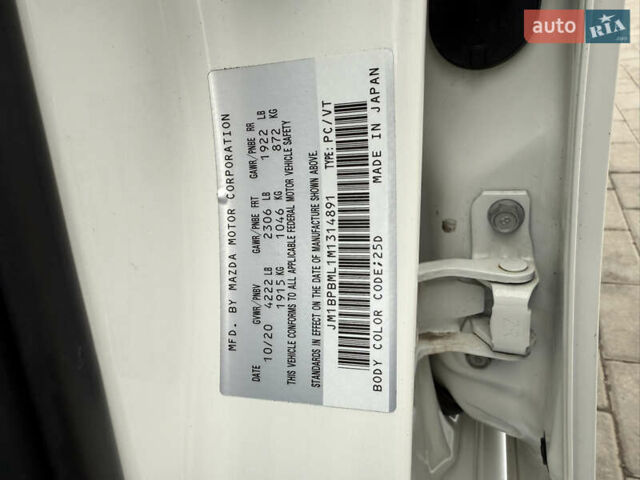 MFD. BY MAZDA MOTOR CORPORATION
DATE GVWR/PNBV GAWR/PNBE FRT GAWR/PNBE RR
10/20 4222 LB 2306 LB 1922 LB
1915 KG 1046 KG 872 KG
THIS VEHICLE CONFORMS TO ALL APPLICABLE FEDERAL MOTOR VEHICLE SAFETY
STANDARDS IN EFFECT ON THE DATE OF MANUFACTURE SHOWN ABOVE.
JM1BPBML1M1314891 TYPE: PC/VT
BODY COLOR CODE;25D MADE IN JAPAN
auto RIA.com